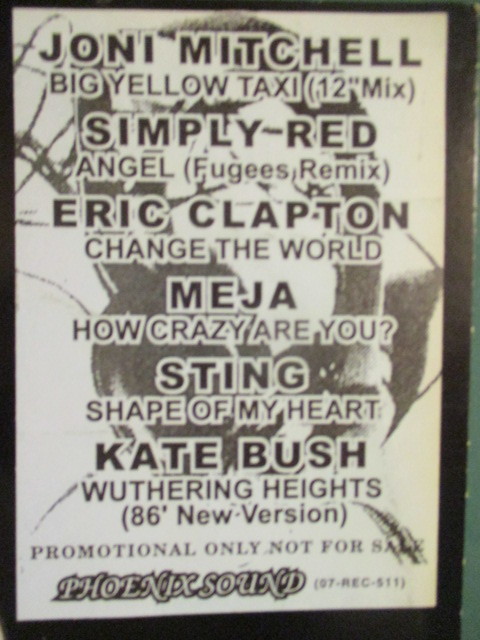 JONI MITCHELL
BIG YELLOW TAXI (12"Mix)
SIMPLY-RED
ANGEL (Fugees Remix)
ERIC CLAPTON
CHANGE THE WORLD
MEJA
HOW CRAZY ARE YOU?
STING
SHAPE OF MY HEART
KATE BUSH
WUTHERING HEIGHTS
(86' New Version)
PROMOTIONAL ONLY NOT FOR SALE
PHOENIX SOUND (07-REC-511)